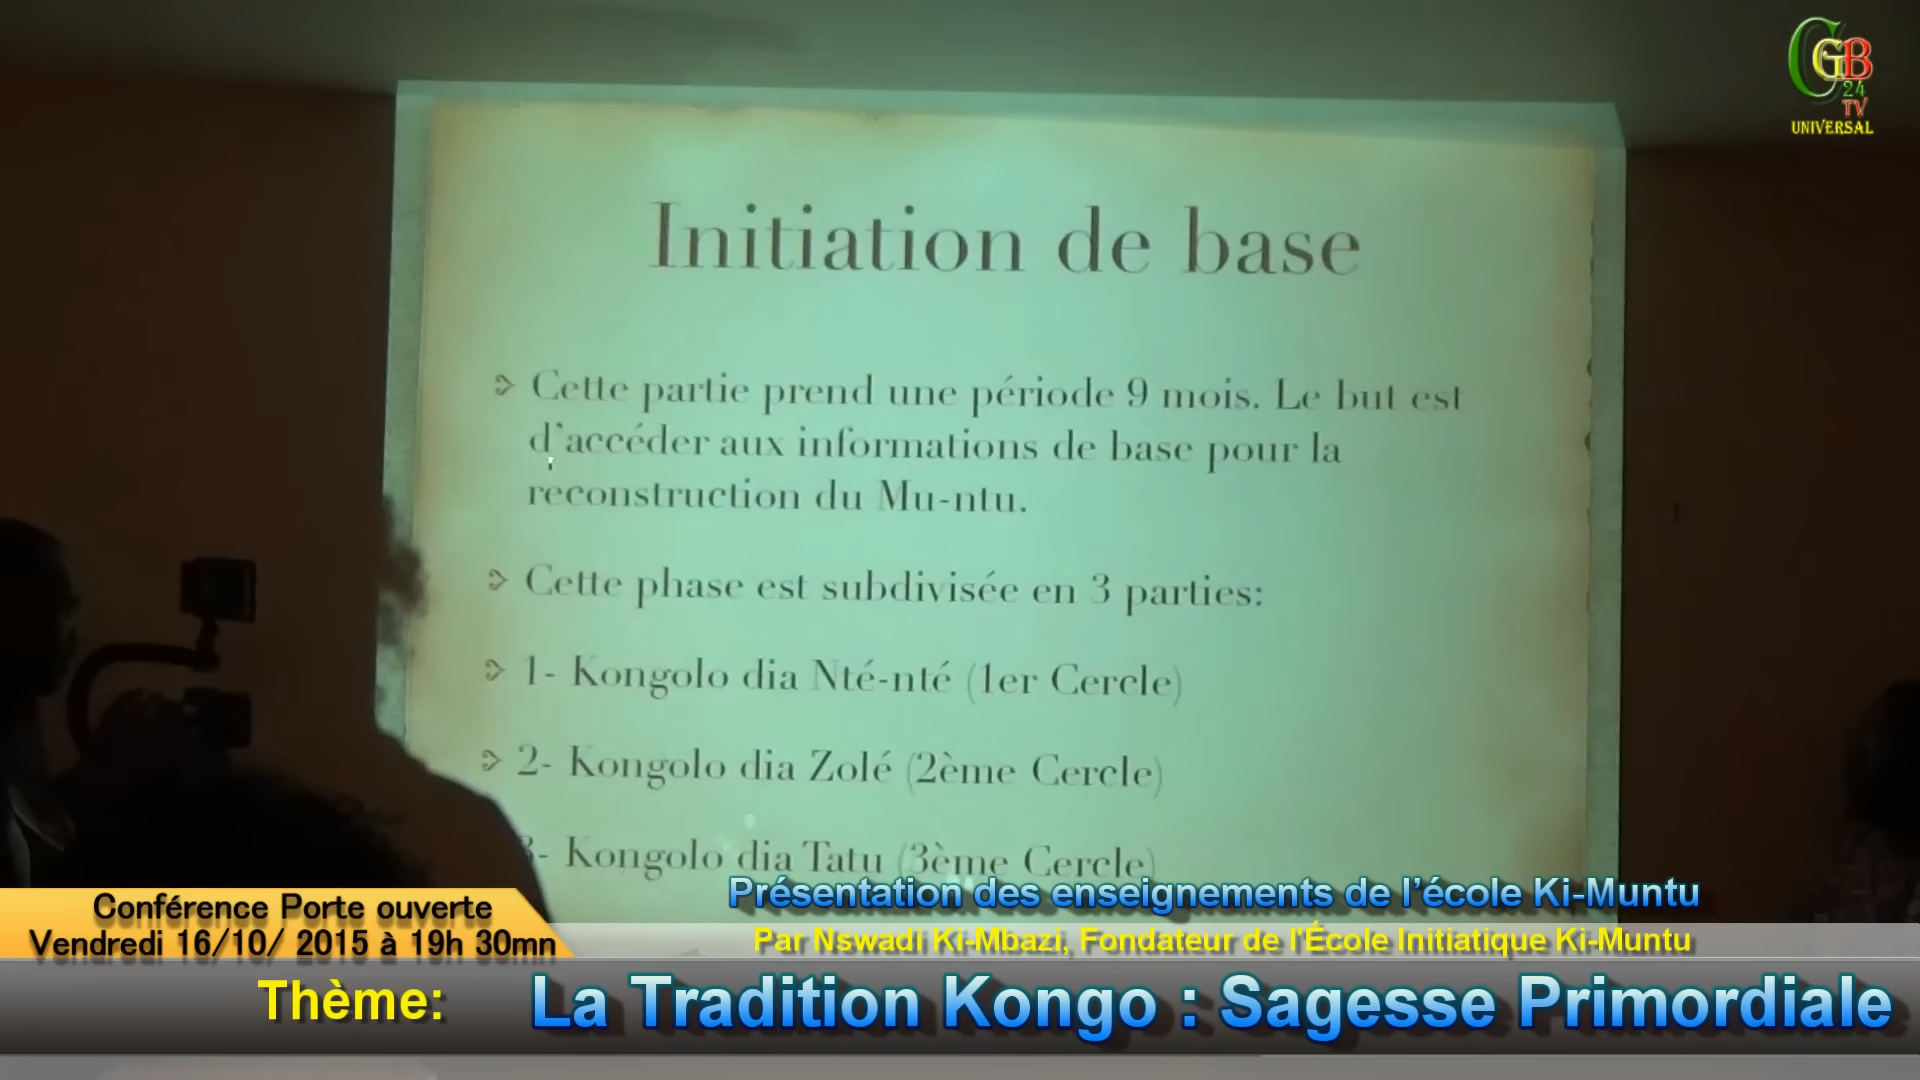 CGB
24
TV
UNIVERSAL
Initiation de base
Cette partie prend une période 9 mois. Le but est
d'accéder aux informations de base pour la
reconstruction du Mu-ntu.
Cette phase est subdivisée en 3 parties:
1- Kongolo dia Nté-nté (1er Cercle)
2- Kongolo dia Zolé (2ème Cercle)
3- Kongolo dia Tatu (3ème Cercle)
Présentation des enseignements de l'école Ki-Muntu
Par Nswadi Ki-Mbazi, Fondateur de l'École Initiatique Ki-Muntu
Conférence Porte ouverte
Vendredi 16/10/ 2015 à 19h 30mn
Thème: La Tradition Kongo : Sagesse Primordiale